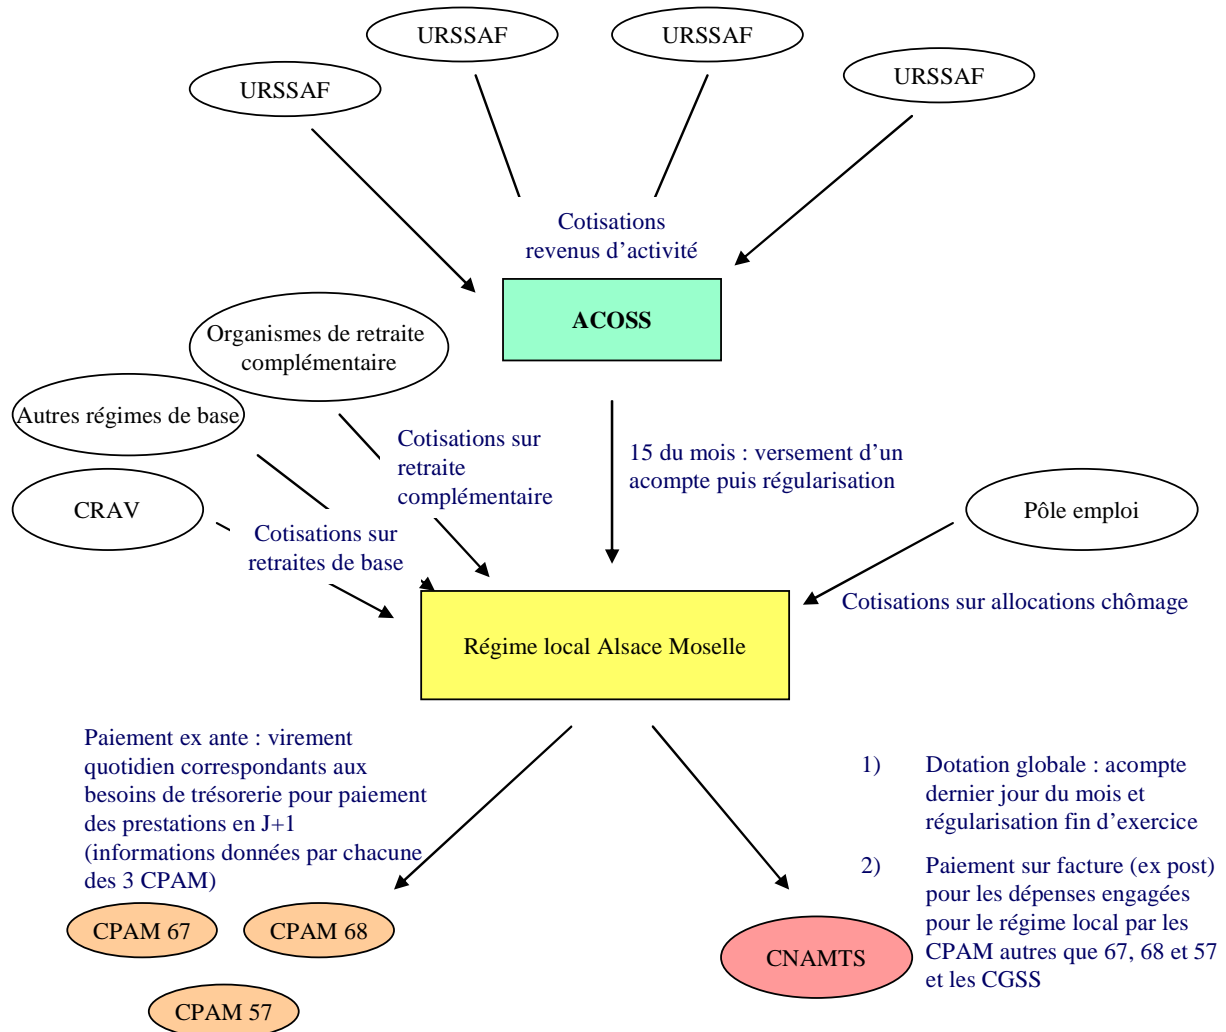 URSSAF
URSSAF
URSSAF
URSSAF
Cotisations
revenus d'activité
ACOSS
Organismes de retraite
complémentaire
Autres régimes de base
CRAV
Cotisations sur
retraite
complémentaire
Cotisations sur
retraites de base
15 du mois : versement d'un
acompte puis régularisation
Pôle emploi
Cotisations sur allocations chômage
Régime local Alsace Moselle
Paiement ex ante : virement
quotidien correspondants aux
besoins de trésorerie pour paiement
des prestations en J+1
(informations données par chacune
des 3 CPAM)
CPAM 67
CPAM 68
CPAM 57
CNAMTS
1) Dotation globale : acompte
dernier jour du mois et
régularisation fin d'exercice
2) Paiement sur facture (ex post)
pour les dépenses engagées
pour le régime local par les
CPAM autres que 67, 68 et 57
et les CGSS